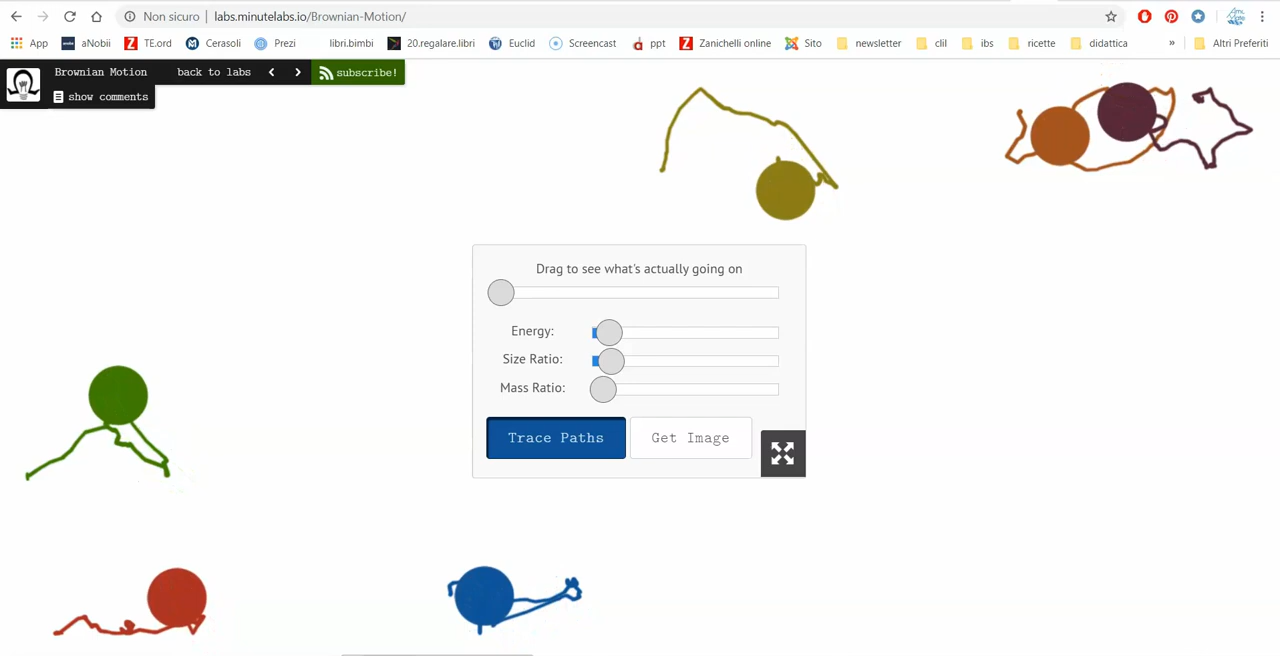 Non sicuro | labs.minutelabs.io/Brownian-Motion/
App aNobii TE.ord Cerasoli Prezi libri.bimbi 20.regalare.libri Euclid Screencast ppt Zanichelli online Sito newsletter clil ibs ricette didattica » Altri Preferiti
Brownian Motion back to labs < > subscribe!
show comments
Drag to see what's actually going on
Energy:
Size Ratio:
Mass Ratio:
Trace Paths Get Image